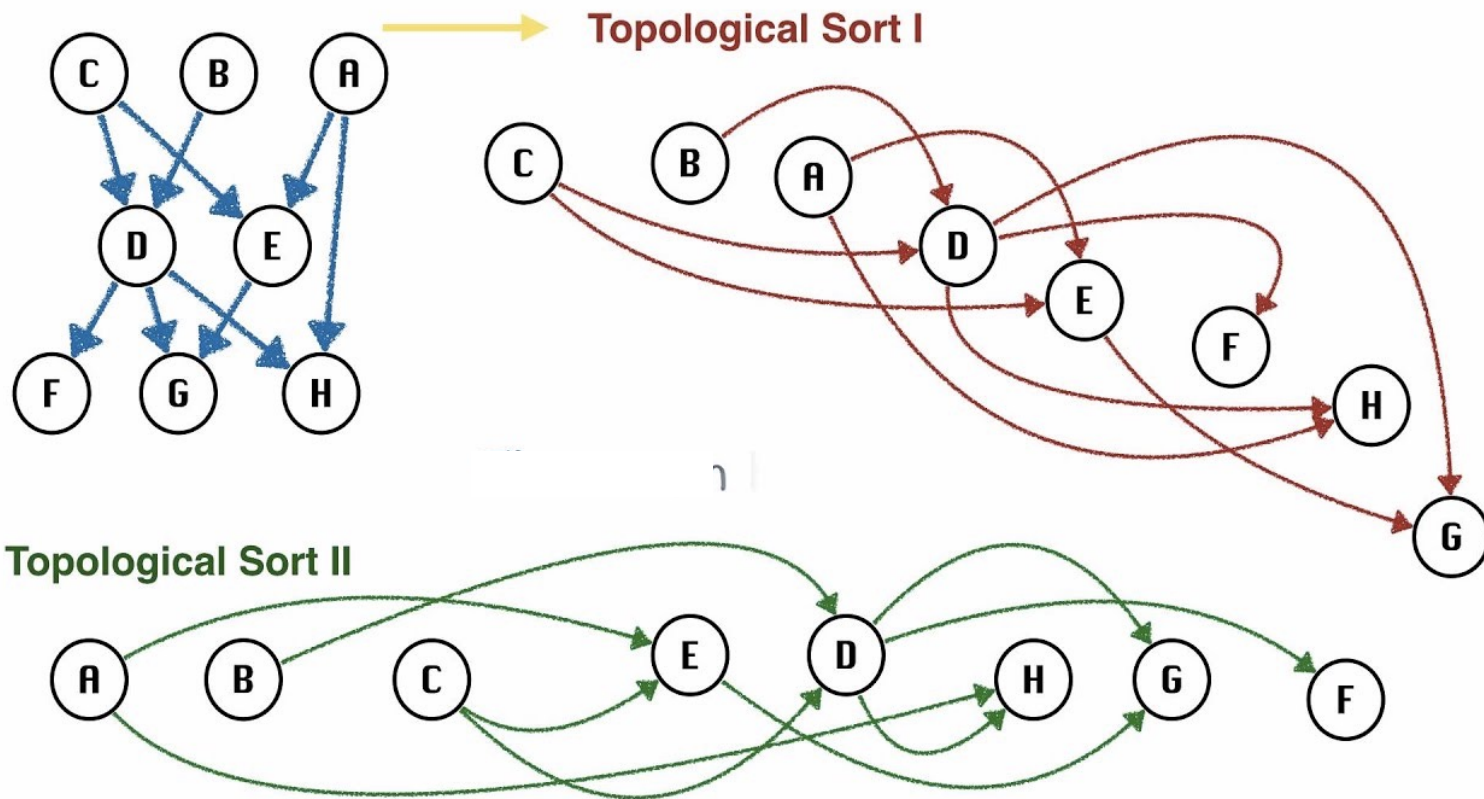 Topological Sort I
C B A
D E
F G H
C B A D E F H G
Topological Sort II
A B C E D H G F